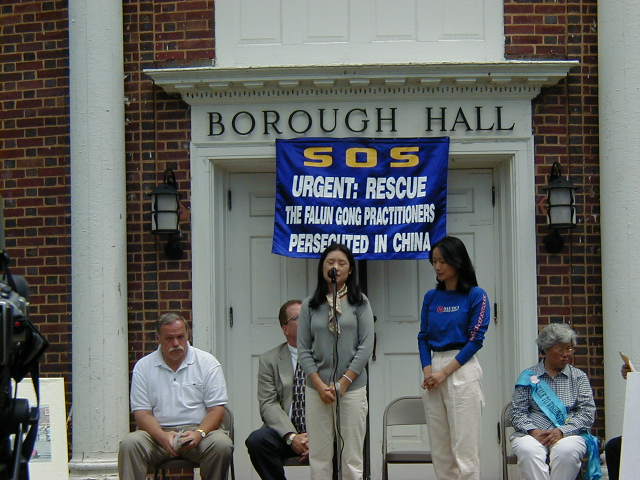 BOROUGH HALL
SOS
URGENT: RESCUE
THE FALUN GONG PRACTITIONERS
PERSECUTED IN CHINA